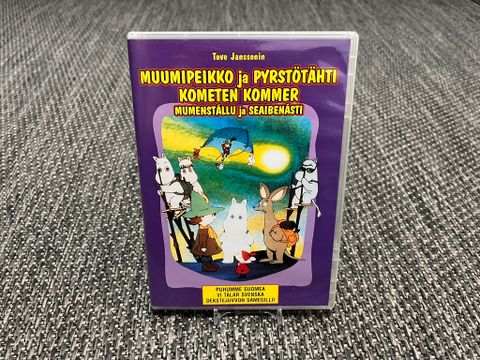 Tove Janssonin
MUUMIPEIKKO ja PYRSTÖTÄHTI
KOMETEN KOMMER
MUMENSTÁLLU ja SEAIBENÁSTI
PUHUMME SUOMEA
VI TALAR SVENSKA
DEKSTEJUVVON SÁMEGILLII